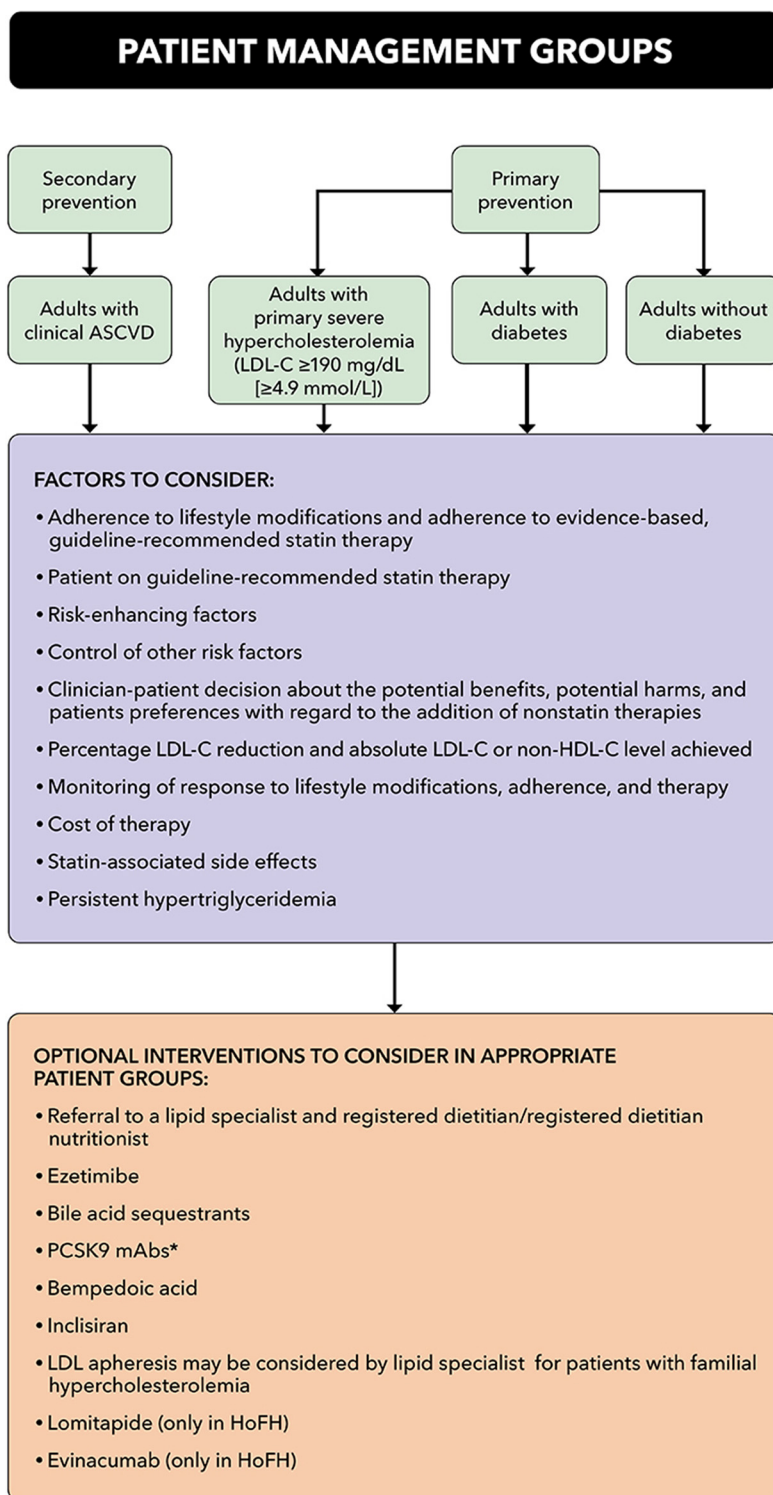 PATIENT MANAGEMENT GROUPS
Secondary
prevention
Primary
prevention
Adults with
clinical ASCVD
Adults with
primary severe
hypercholesterolemia
(LDL-C ≥190 mg/dL
[≥4.9 mmol/L])
Adults with
diabetes
Adults without
diabetes
FACTORS TO CONSIDER:
• Adherence to lifestyle modifications and adherence to evidence-based,
guideline-recommended statin therapy
• Patient on guideline-recommended statin therapy
• Risk-enhancing factors
• Control of other risk factors
• Clinician-patient decision about the potential benefits, potential harms, and
patients preferences with regard to the addition of nonstatin therapies
• Percentage LDL-C reduction and absolute LDL-C or non-HDL-C level achieved
• Monitoring of response to lifestyle modifications, adherence, and therapy
• Cost of therapy
• Statin-associated side effects
• Persistent hypertriglyceridemia
OPTIONAL INTERVENTIONS TO CONSIDER IN APPROPRIATE
PATIENT GROUPS:
• Referral to a lipid specialist and registered dietitian/registered dietitian
nutritionist
• Ezetimibe
• Bile acid sequestrants
• PCSK9 mAbs*
• Bempedoic acid
• Inclisiran
• LDL apheresis may be considered by lipid specialist for patients with familial
hypercholesterolemia
• Lomitapide (only in HoFH)
• Evinacumab (only in HoFH)